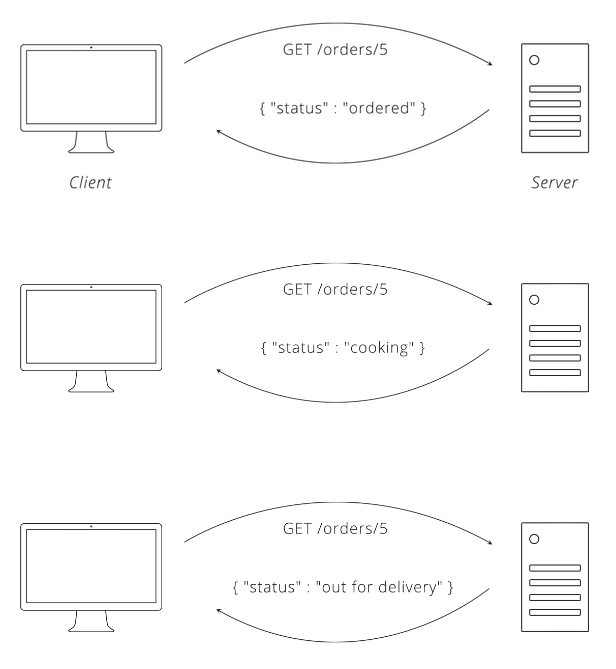 GET /orders/5
{ "status" : "ordered" }
Client
Server
GET /orders/5
{ "status" : "cooking" }
GET /orders/5
{ "status" : "out for delivery" }